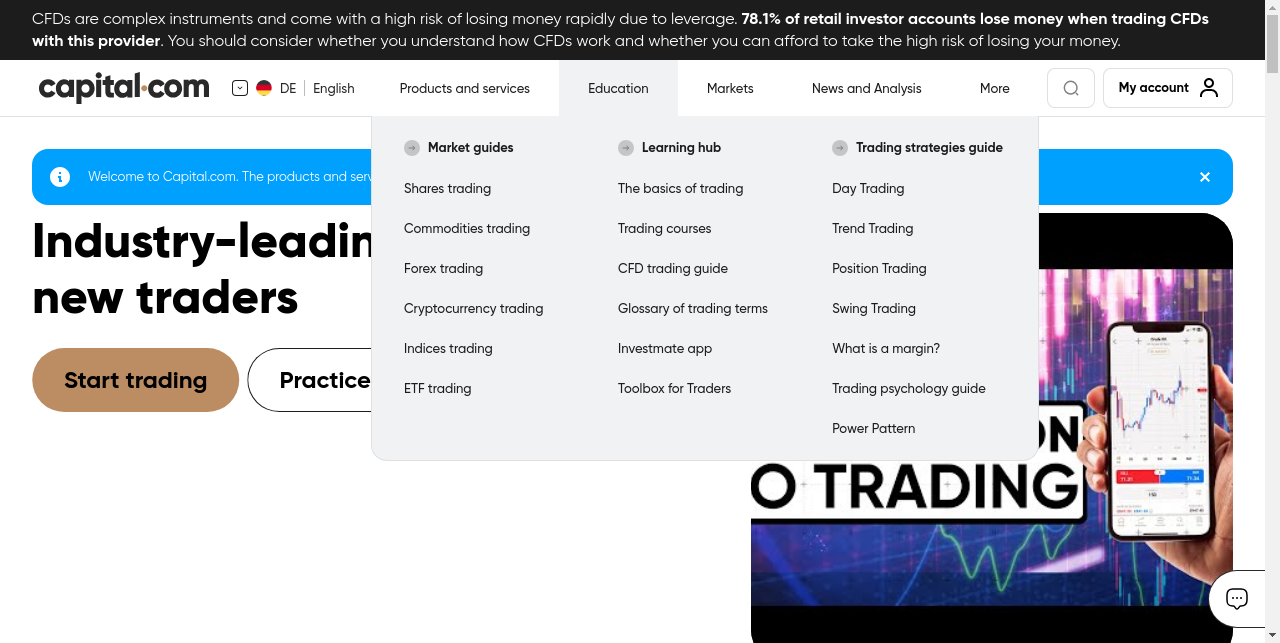 CFDs are complex instruments and come with a high risk of losing money rapidly due to leverage. 78.1% of retail investor accounts lose money when trading CFDs
with this provider. You should consider whether you understand how CFDs work and whether you can afford to take the high risk of losing your money.
capital.com
DE
English
Products and services
Education
Markets
News and Analysis
More
My account
Market guides
Shares trading
Commodities trading
Forex trading
Cryptocurrency trading
Indices trading
ETF trading
Learning hub
The basics of trading
Trading courses
CFD trading guide
Glossary of trading terms
Investmate app
Toolbox for Traders
Trading strategies guide
Day Trading
Trend Trading
Position Trading
Swing Trading
What is a margin?
Trading psychology guide
Power Pattern
Welcome to Capital.com. The products and serv
Industry-leadin
new traders
Start trading
Practice
ON
O TRADING